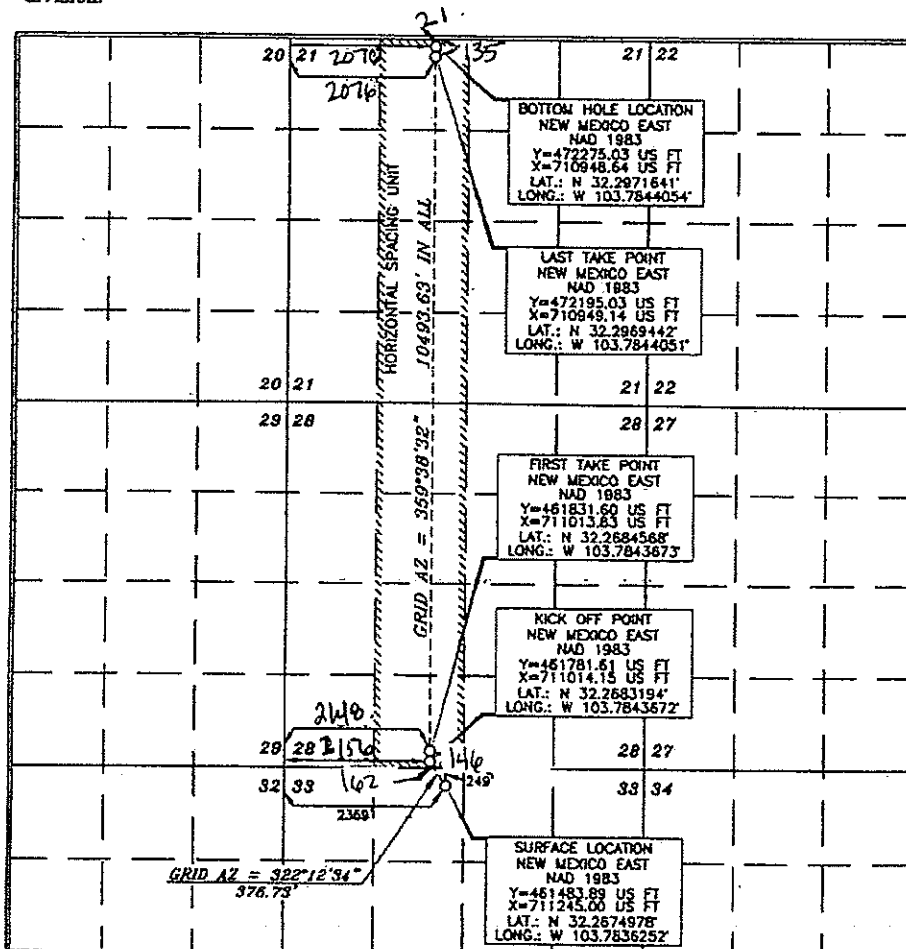 21.
20 21 2070 35 21 22
2076
BOTTOM HOLE LOCATION
NEW MEXICO EAST
NAD 1983
Y=472275.03 US FT
X=710948.64 US FT
LAT.: N 32.2971641°
LONG.: W 103.7844054°
HORIZONTAL SPACING UNIT
10493.63' IN ALL
LAST TAKE POINT
NEW MEXICO EAST
NAD 1983
Y=472195.03 US FT
X=710949.14 US FT
LAT.: N 32.2969442°
LONG.: W 103.7844051°
20 21 21 22
29 28 28 27
GRID AZ = 359°38'32"
FIRST TAKE POINT
NEW MEXICO EAST
NAD 1983
Y=461831.60 US FT
X=711013.83 US FT
LAT.: N 32.2684568°
LONG.: W 103.7843673°
KICK OFF POINT
NEW MEXICO EAST
NAD 1983
Y=461781.61 US FT
X=711014.15 US FT
LAT.: N 32.2683194°
LONG.: W 103.7843672°
2148
29 28 2156 146 28 27
32 33 162 249' 33 34
2369'
GRID AZ = 322°12'34"
376.73'
SURFACE LOCATION
NEW MEXICO EAST
NAD 1983
Y=461483.89 US FT
X=711245.00 US FT
LAT.: N 32.2674978°
LONG.: W 103.7836252°